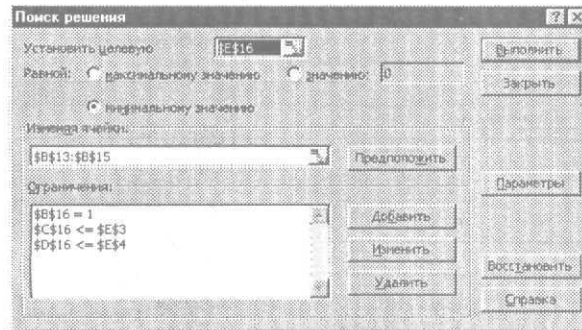 Поиск решения
Установить целевую $E$16
Выполнить
Равной: максимальному значению значению: 0
Закрыть
минимальному значению
Изменяя ячейки:
$B$13:$B$15
Предположить
Ограничения:
Параметры
$B$16 = 1
$C$16 <= $E$3
$D$16 <= $E$4
Добавить
Изменить
Удалить
Восстановить
Справка